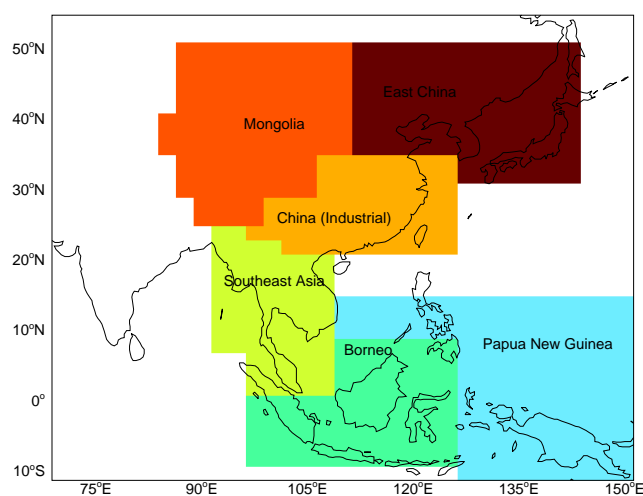 50°N
East China
40°N
Mongolia
30°N
China (Industrial)
20°N
Southeast Asia
10°N
Borneo
Papua New Guinea
0°
10°S
75°E
90°E
105°E
120°E
135°E
150°E